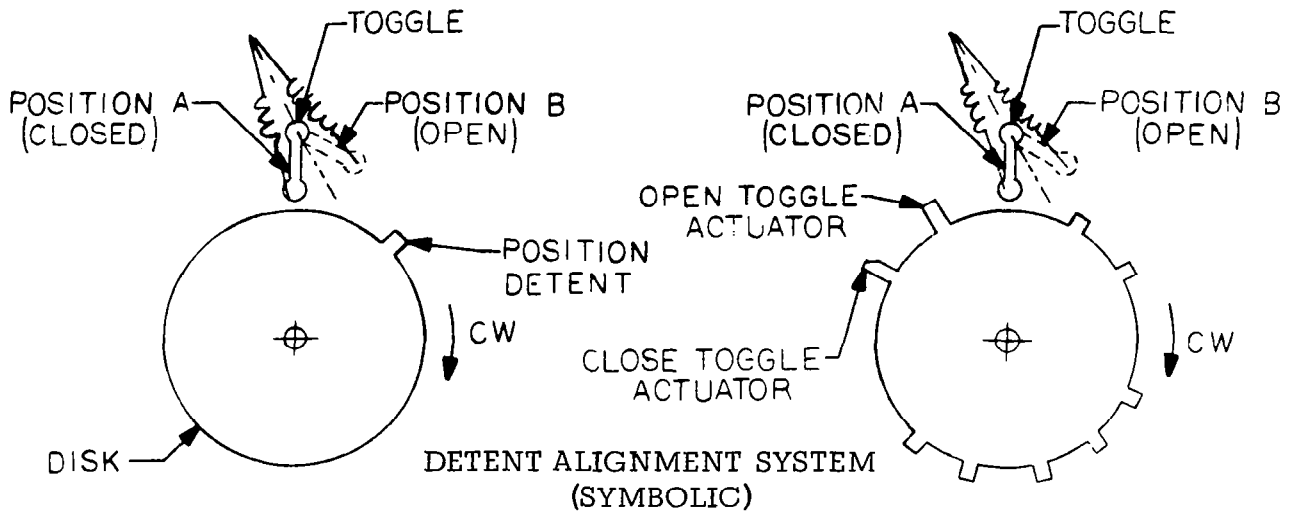 TOGGLE
POSITION A
(CLOSED)
POSITION B
(OPEN)
POSITION
DETENT
CW
DISK
TOGGLE
POSITION A
(CLOSED)
POSITION B
(OPEN)
OPEN TOGGLE
ACTUATOR
CLOSE TOGGLE
ACTUATOR
CW
DETENT ALIGNMENT SYSTEM
(SYMBOLIC)